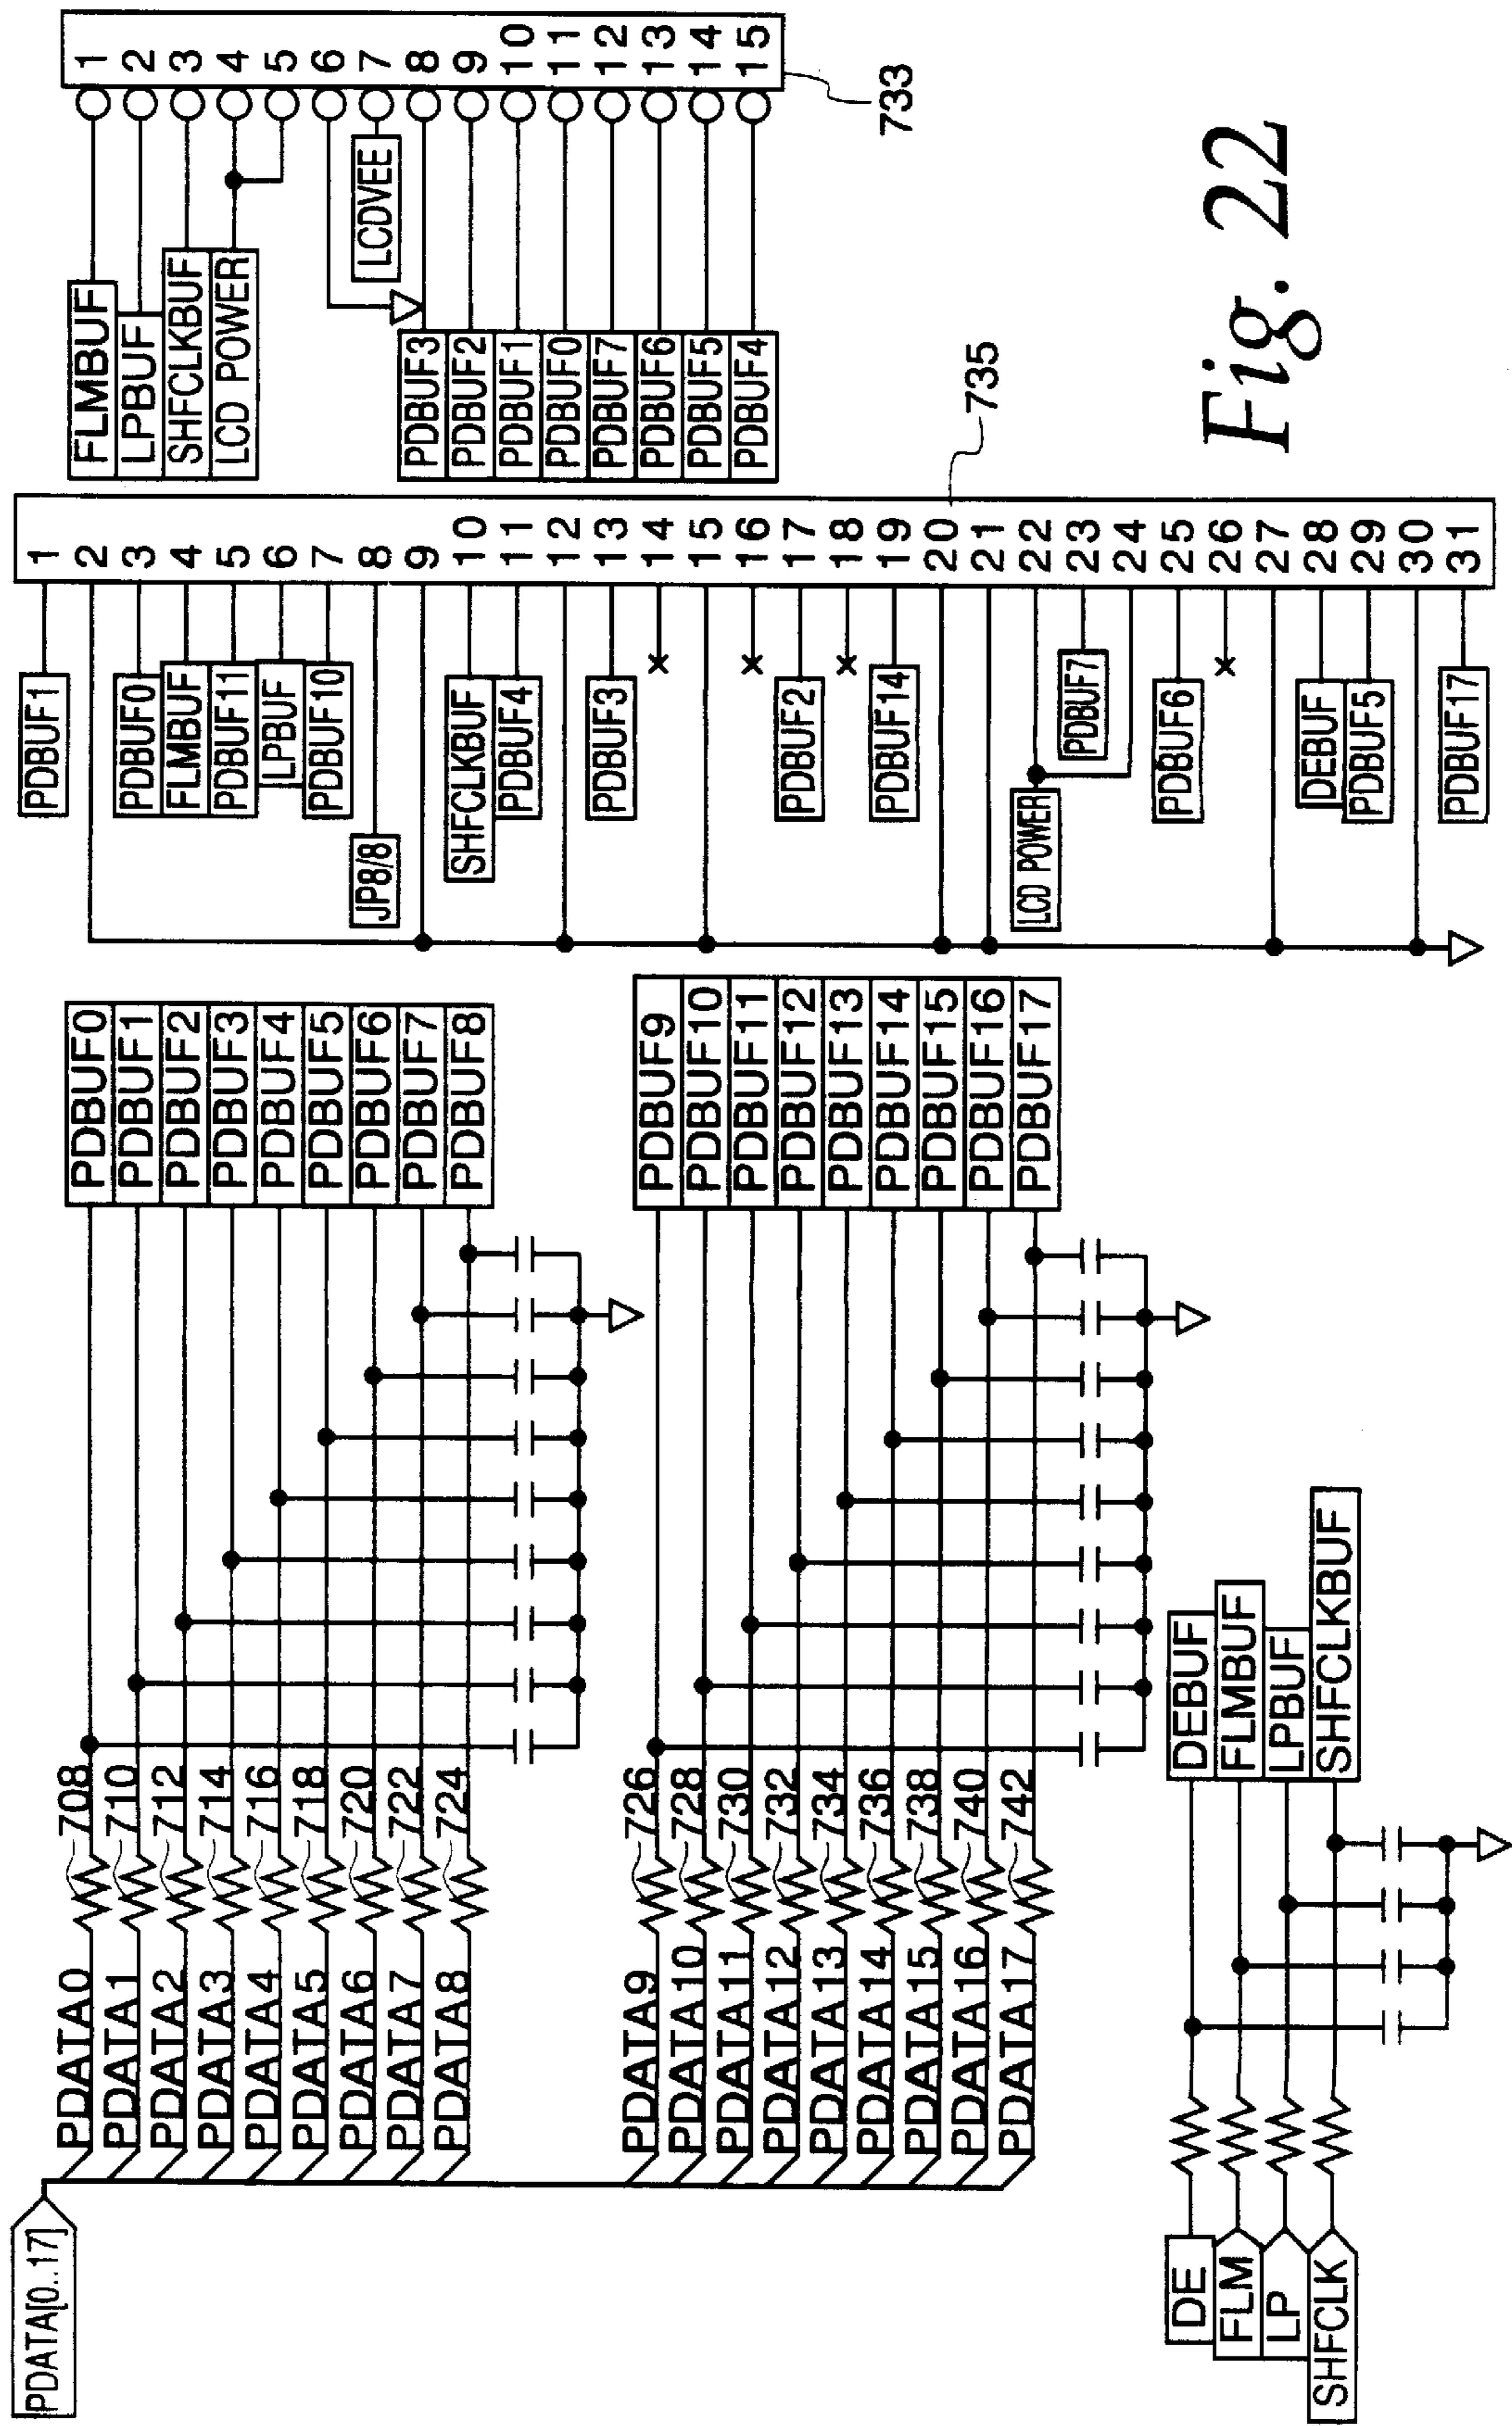 PDATA[0..17]
PDATA0 708 PDBUF0
PDATA1 710 PDBUF1
PDATA2 712 PDBUF2
PDATA3 714 PDBUF3
PDATA4 716 PDBUF4
PDATA5 718 PDBUF5
PDATA6 720 PDBUF6
PDATA7 722 PDBUF7
PDATA8 724 PDBUF8
PDATA9 726 PDBUF9
PDATA10 728 PDBUF10
PDATA11 730 PDBUF11
PDATA12 732 PDBUF12
PDATA13 734 PDBUF13
PDATA14 736 PDBUF14
PDATA15 738 PDBUF15
PDATA16 740 PDBUF16
PDATA17 742 PDBUF17
DE DEBUF
FLM FLMBUF
LP LPBUF
SHFCLK SHFCLKBUF
PDBUF1 1
2
PDBUF0 3
FLMBUF 4
PDBUF11 5
LPBUF 6
PDBUF10 7
JP8/8 8
9
SHFCLKBUF 10
PDBUF4 11
12
PDBUF3 13
14
15
16
PDBUF2 17
18
PDBUF14 19
20
21
LCD POWER 22
PDBUF7 23
24
PDBUF6 25
26
27
DEBUF 28
PDBUF5 29
30
PDBUF17 31
735
FLMBUF 1
LPBUF 2
SHFCLKBUF 3
LCD POWER 4
5
6
LCDVEE 7
PDBUF3 8
PDBUF2 9
PDBUF1 10
PDBUF0 11
PDBUF7 12
PDBUF6 13
PDBUF5 14
PDBUF4 15
733
Fig. 22